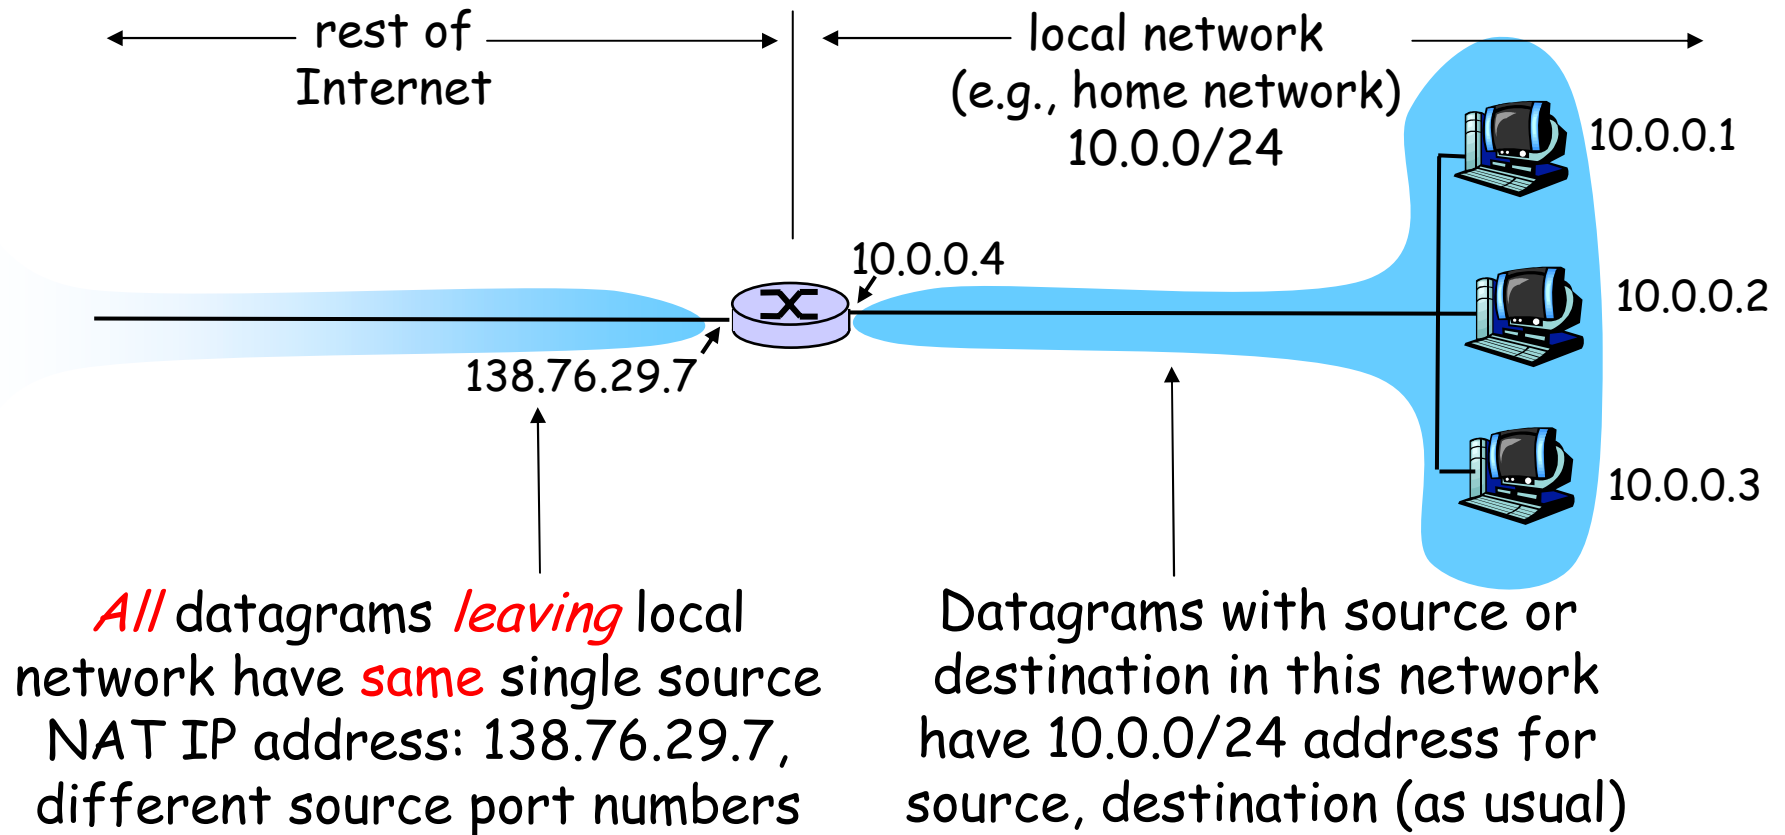 rest of
Internet
local network
(e.g., home network)
10.0.0/24
10.0.0.1
10.0.0.4
10.0.0.2
138.76.29.7
10.0.0.3
All datagrams leaving local
network have same single source
NAT IP address: 138.76.29.7,
different source port numbers
Datagrams with source or
destination in this network
have 10.0.0/24 address for
source, destination (as usual)